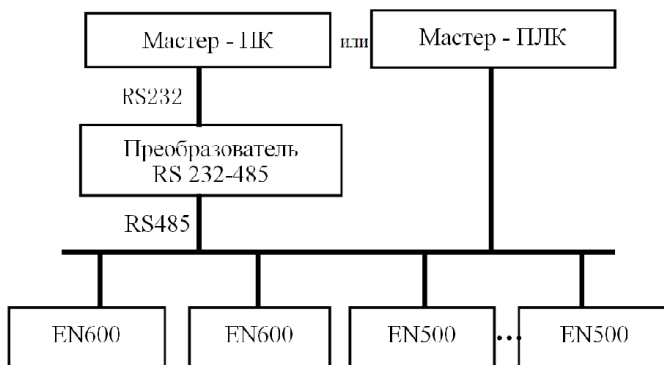 Мастер - ПК или Мастер - ПЛК
RS232
Преобразователь
RS 232-485
RS485
EN600 EN600 EN500 ... EN500